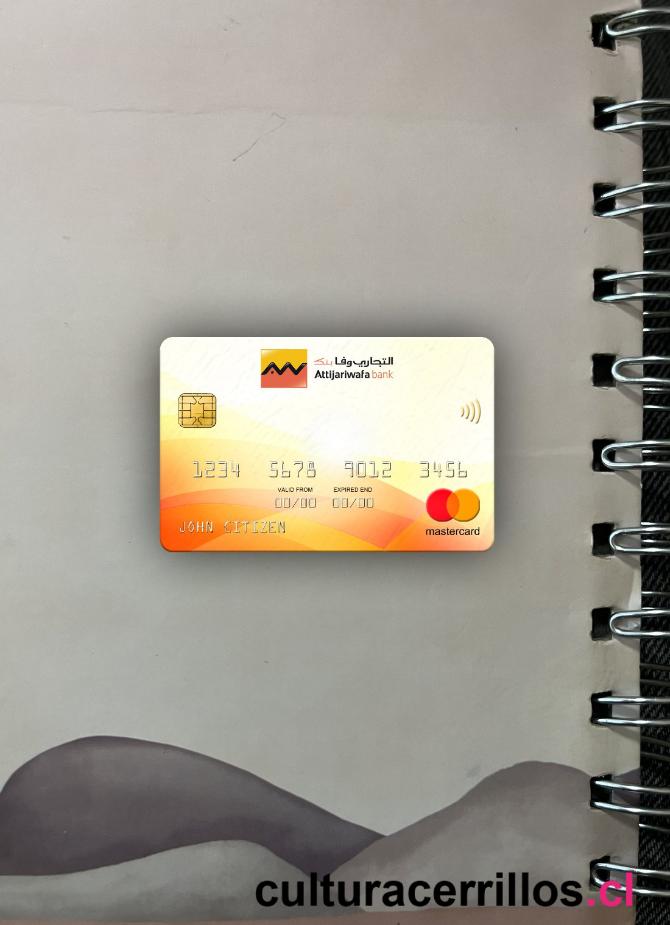 التجاري وفا بنك
Attijariwafa bank
1234 5678 9012 3456
VALID FROM EXPIRED END
00/00 00/00
JOHN CITIZEN
mastercard
culturacerrillos.cl